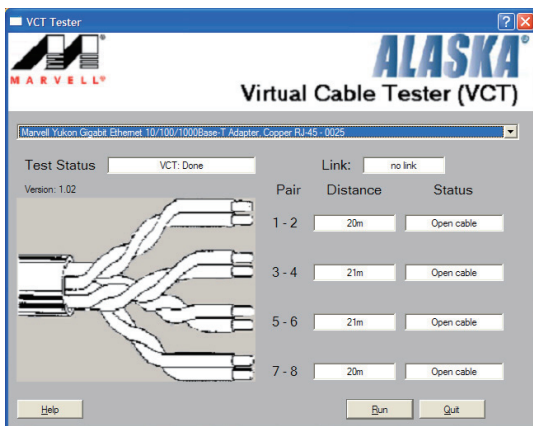 VCT Tester
MARVELL®
ALASKA®
Virtual Cable Tester (VCT)
Marvell Yukon Gigabit Ethernet 10/100/1000Base-T Adapter, Copper RJ-45 - 0025
Test Status VCT: Done Link: no link
Version: 1.02 Pair Distance Status
1 - 2 20m Open cable
3 - 4 21m Open cable
5 - 6 21m Open cable
7 - 8 20m Open cable
Help Run Quit